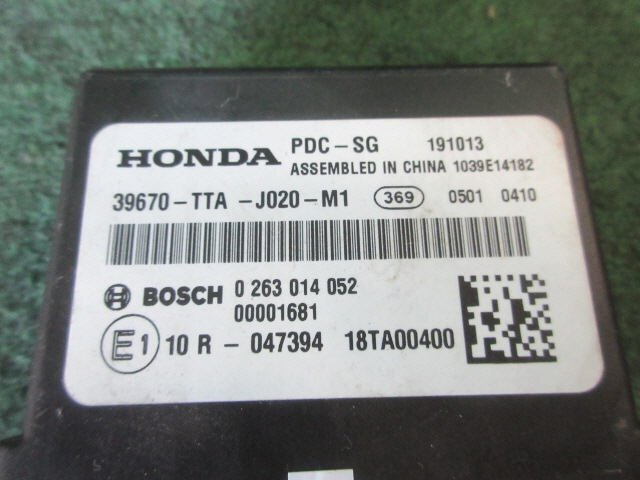 HONDA PDC-SG 191013
ASSEMBLED IN CHINA 1039E14182
39670-TTA -J020-M1 369 0501 0410
BOSCH 0 263 014 052
00001681
E1 10 R - 047394 18TA00400